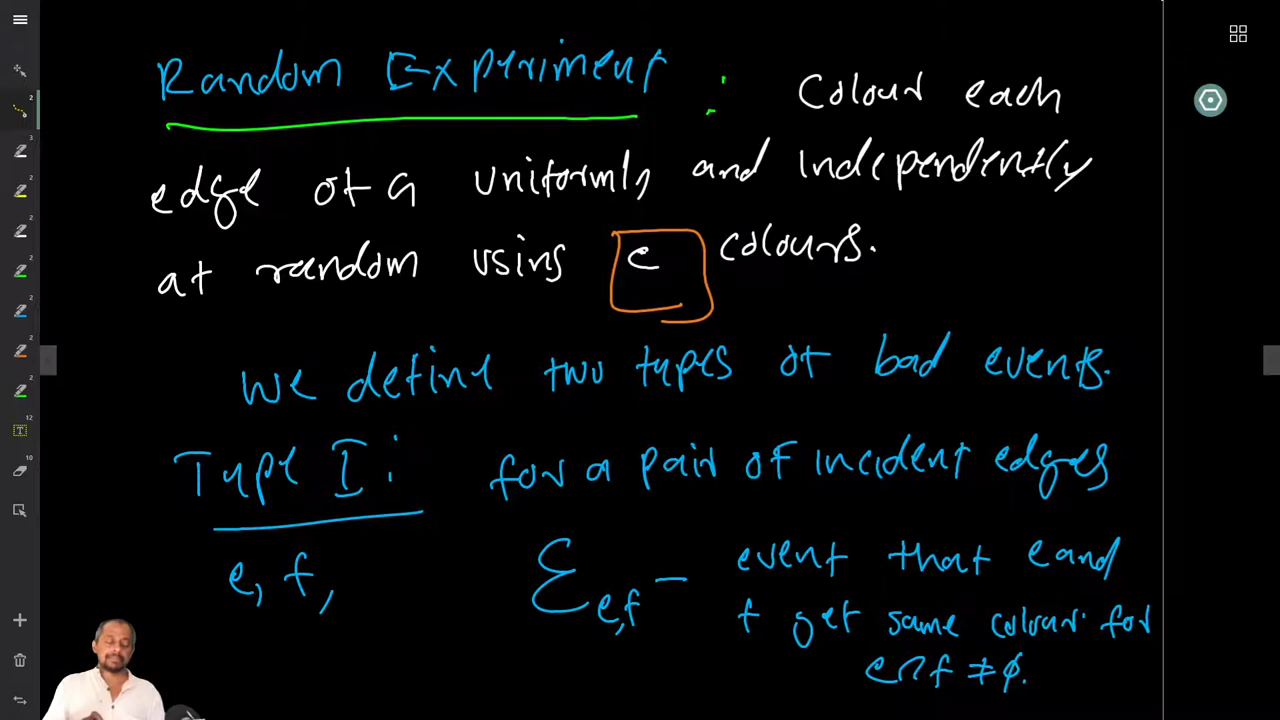 Random Experiment : Colour each
edge of G uniformly and independently
at random using c colours.
We define two types of bad events.
Type I : for a pair of incident edges
e, f, Ɛe,f – event that e and
f get same colour for
e∩f ≠ ϕ.